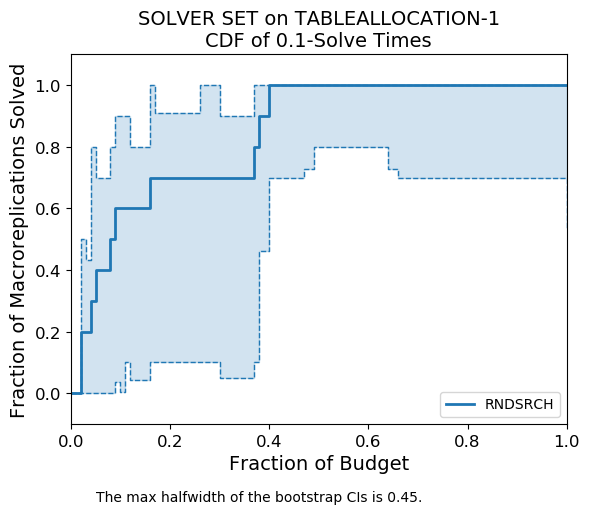 SOLVER SET on TABLEALLOCATION-1
CDF of 0.1-Solve Times
Fraction of Macroreplications Solved
1.0
0.8
0.6
0.4
0.2
0.0
RNDSRCH
0.0 0.2 0.4 0.6 0.8 1.0
Fraction of Budget
The max halfwidth of the bootstrap CIs is 0.45.